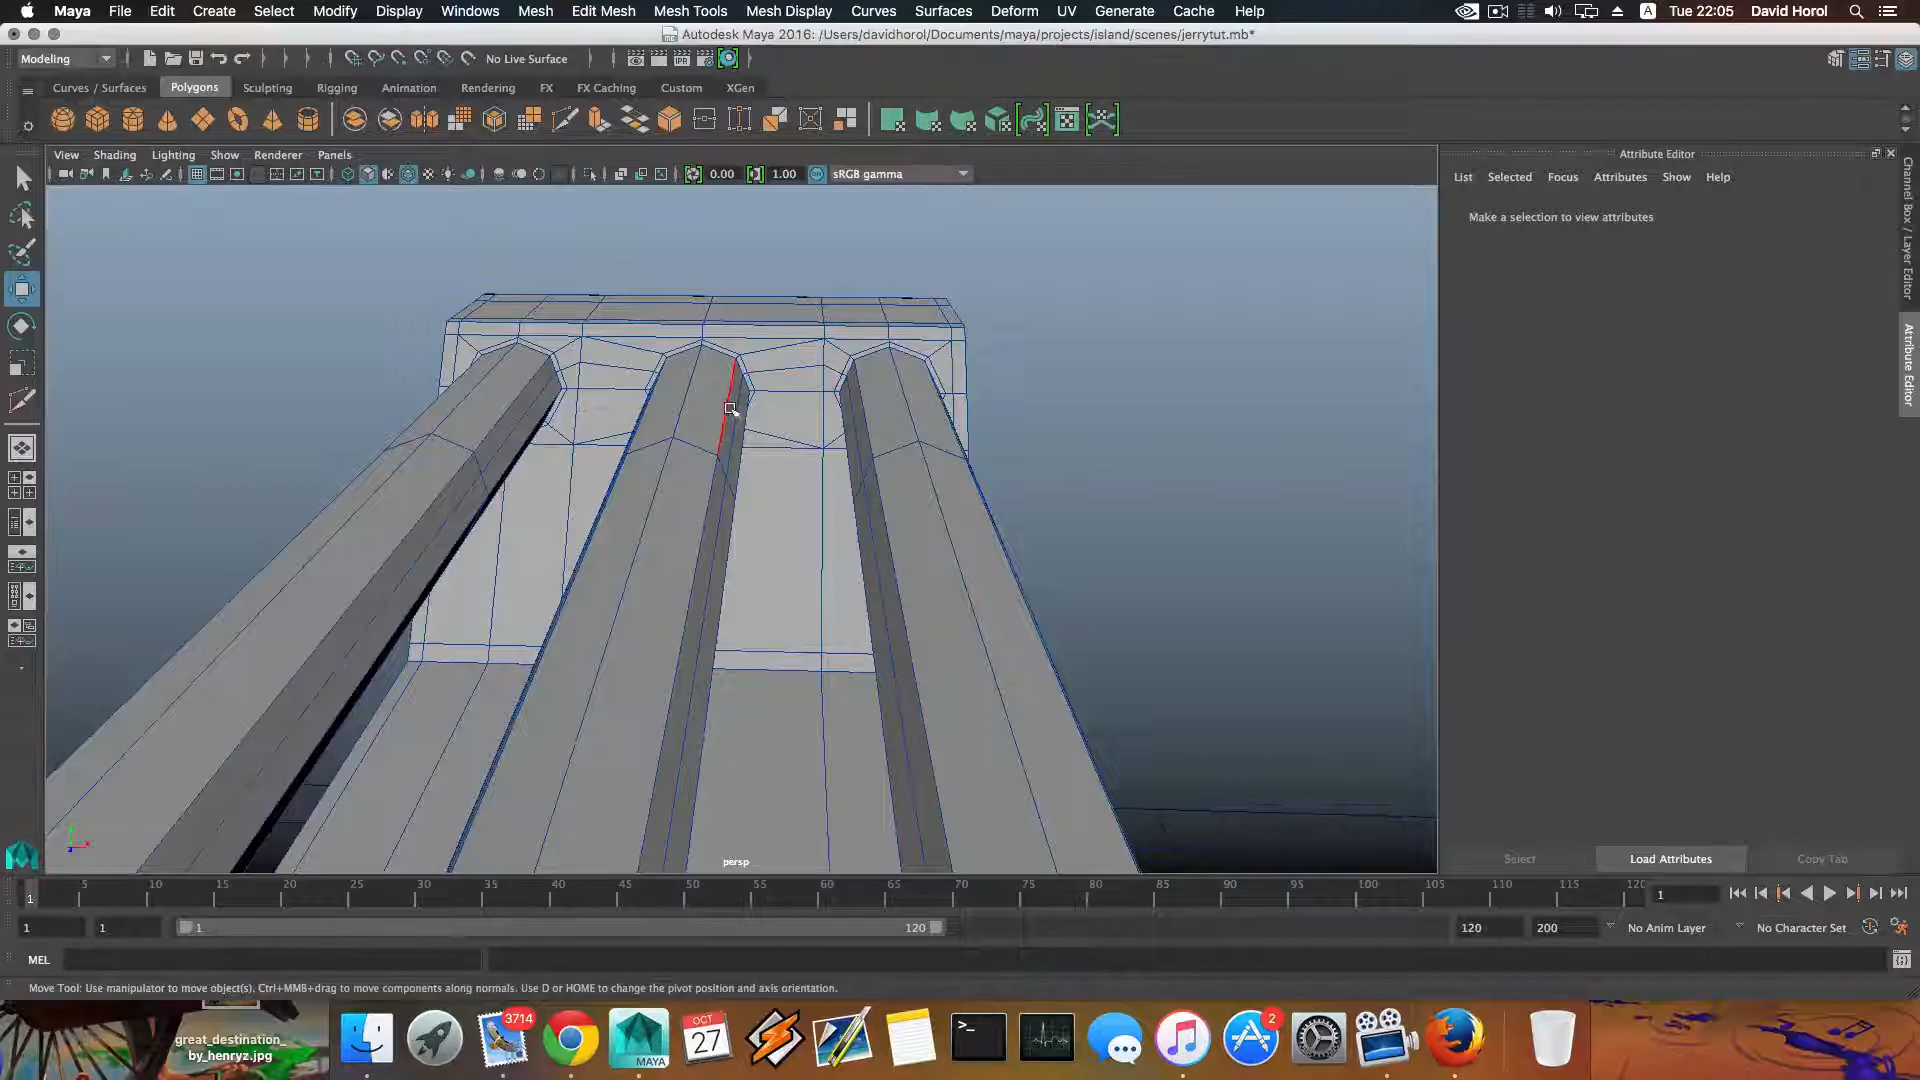 Maya File Edit Create Select Modify Display Windows Mesh Edit Mesh Mesh Tools Mesh Display Curves Surfaces Deform UV Generate Cache Help A Tue 22:05 David Horol
Autodesk Maya 2016: /Users/davidhorol/Documents/maya/projects/island/scenes/jerrytut.mb*
Modeling No Live Surface
Curves / Surfaces Polygons Sculpting Rigging Animation Rendering FX FX Caching Custom XGen
View Shading Lighting Show Renderer Panels
0.00 1.00 sRGB gamma
Attribute Editor
List Selected Focus Attributes Show Help
Make a selection to view attributes
Channel Box / Layer Editor
Attribute Editor
persp
Select Load Attributes Copy Tab
1 5 10 15 20 25 30 35 40 45 50 55 60 65 70 75 80 85 90 95 100 105 110 115 120 1
1 1 1 120 120 200 No Anim Layer No Character Set
MEL
Move Tool: Use manipulator to move object(s). Ctrl+MMB+drag to move components along normals. Use D or HOME to change the pivot position and axis orientation.
great_destination_
by_henryz.jpg
3714
MAYA
OCT
27
2